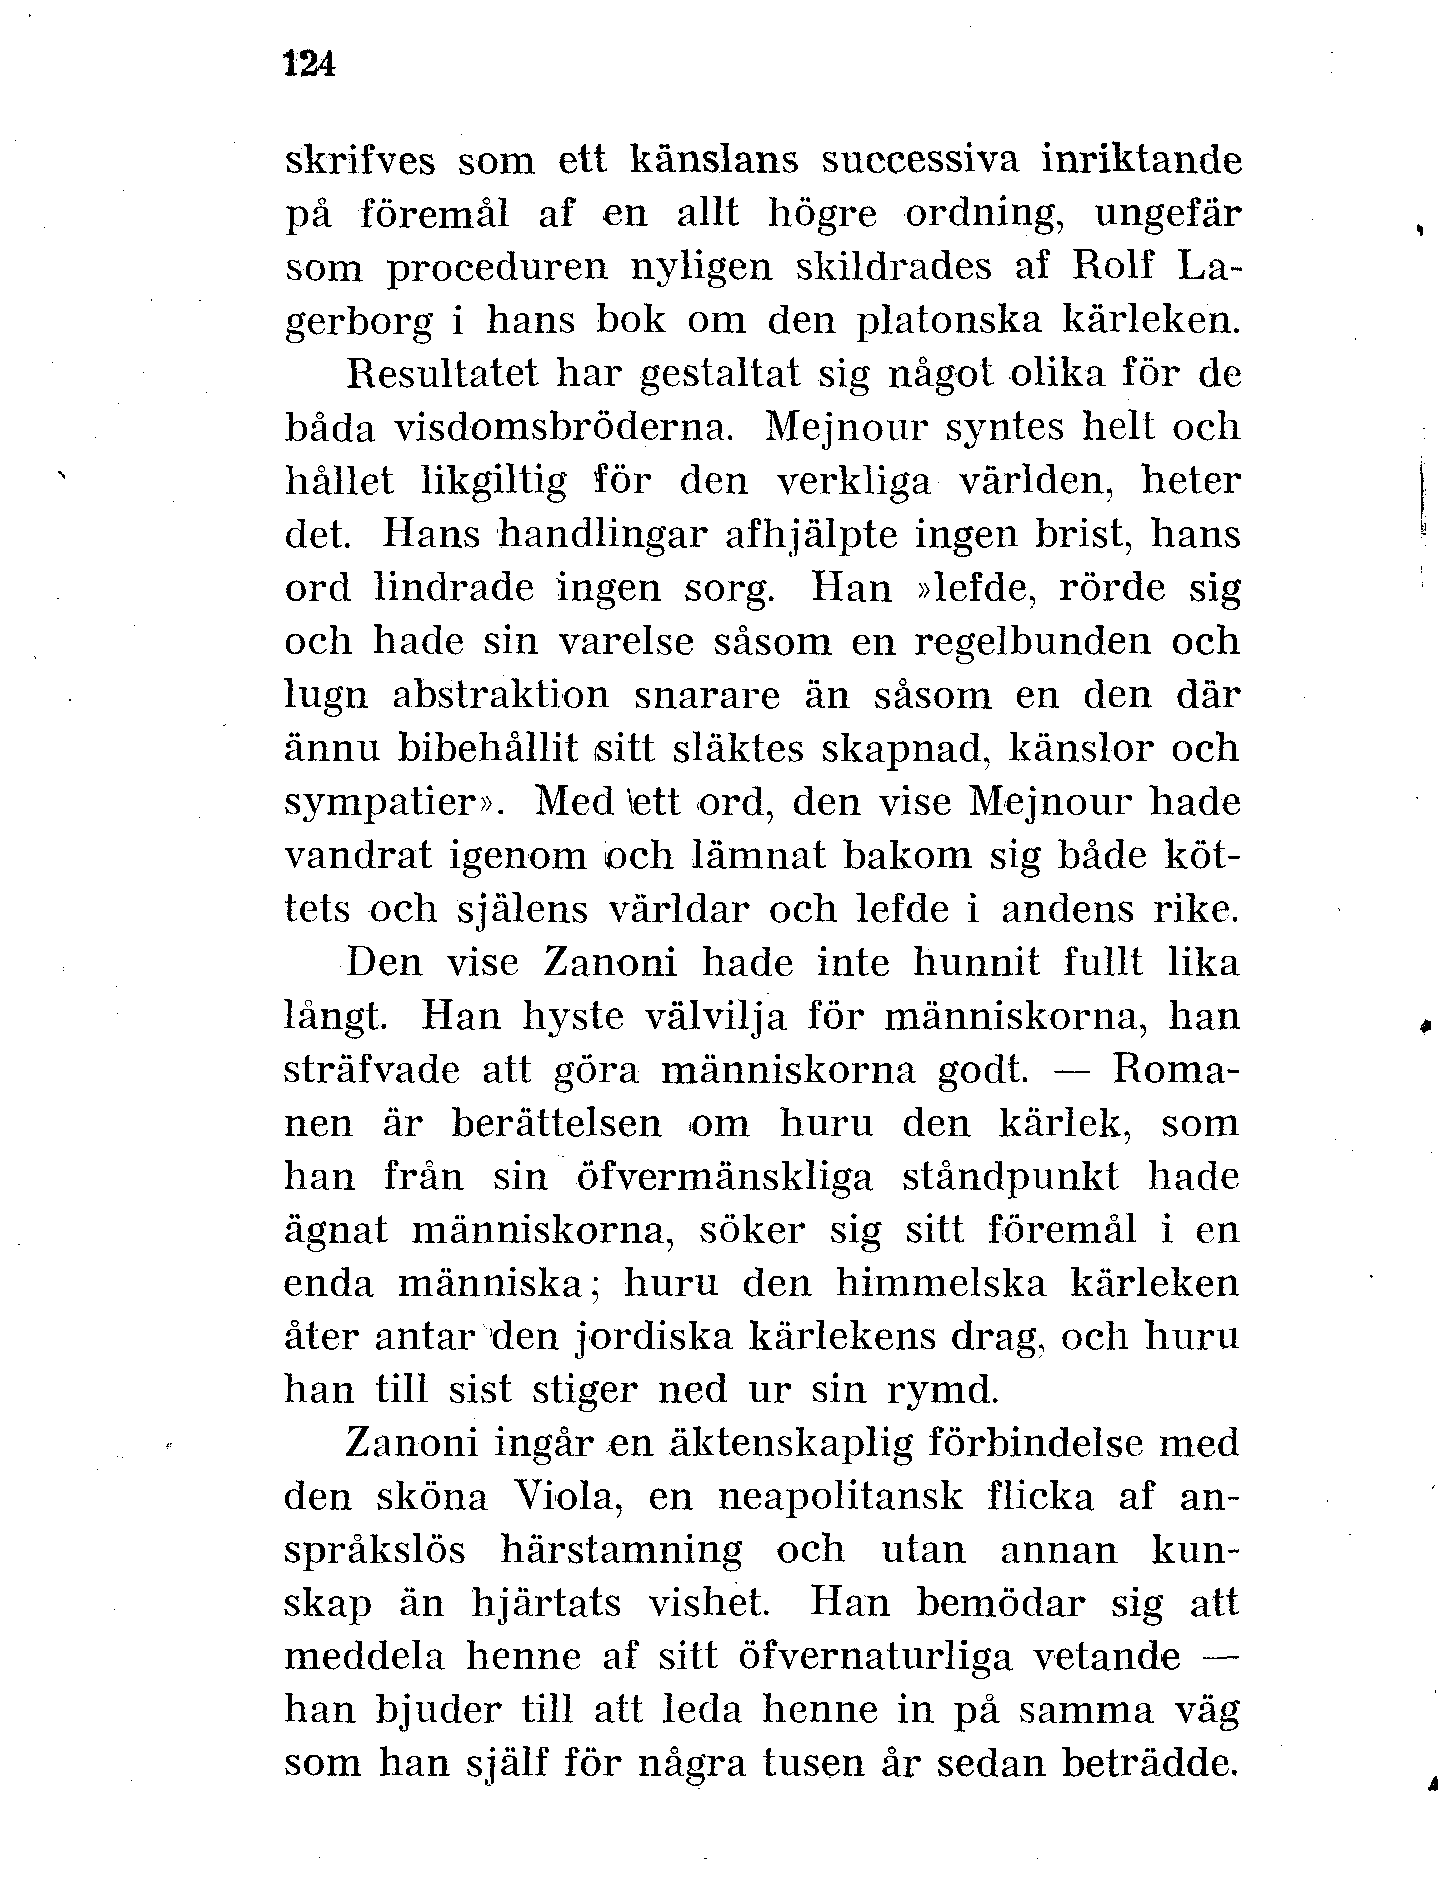 124
skrifves som ett känslans successiva inriktande
på föremål af en allt högre ordning, ungefär
som proceduren nyligen skildrades af Rolf La-
gerborg i hans bok om den platonska kärleken.
Resultatet har gestaltat sig något olika för de
båda visdomsbröderna. Mejnour syntes helt och
hållet likgiltig för den verkliga världen, heter
det. Hans handlingar afhjälpte ingen brist, hans
ord lindrade ingen sorg. Han »lefde, rörde sig
och hade sin varelse såsom en regelbunden och
lugn abstraktion snarare än såsom en den där
ännu bibehållit sitt släktes skapnad, känslor och
sympatier». Med ett ord, den vise Mejnour hade
vandrat igenom och lämnat bakom sig både köt-
tets och själens världar och lefde i andens rike.
Den vise Zanoni hade inte hunnit fullt lika
långt. Han hyste välvilja för människorna, han
sträfvade att göra människorna godt. — Roma-
nen är berättelsen om huru den kärlek, som
han från sin öfvermänskliga ståndpunkt hade
ägnat människorna, söker sig sitt föremål i en
enda människa; huru den himmelska kärleken
åter antar den jordiska kärlekens drag, och huru
han till sist stiger ned ur sin rymd.
Zanoni ingår en äktenskaplig förbindelse med
den sköna Viola, en neapolitansk flicka af an-
språkslös härstamning och utan annan kun-
skap än hjärtats vishet. Han bemödar sig att
meddela henne af sitt öfvernaturliga vetande —
han bjuder till att leda henne in på samma väg
som han själf för några tusen år sedan beträdde.